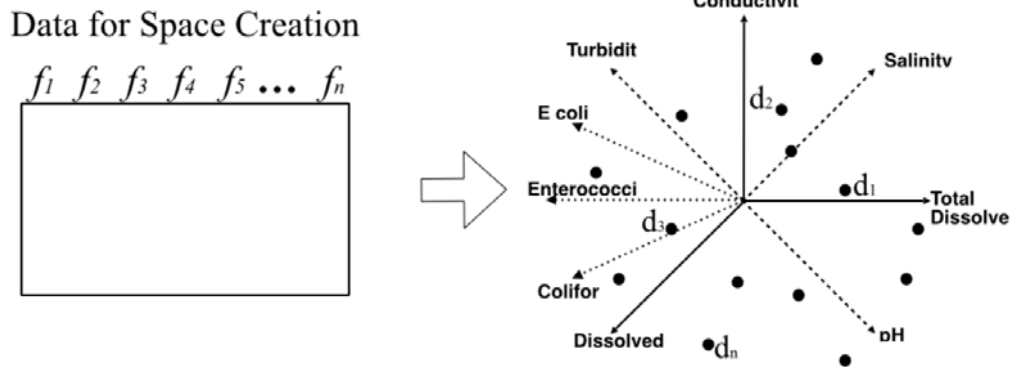 Data for Space Creation
f1 f2 f3 f4 f5 ... fn
Conductivit
Turbidit
Salinity
E coli
d2
Enterococci
d1
Total
Dissolve
d3
Colifor
Dissolved
pH
dn